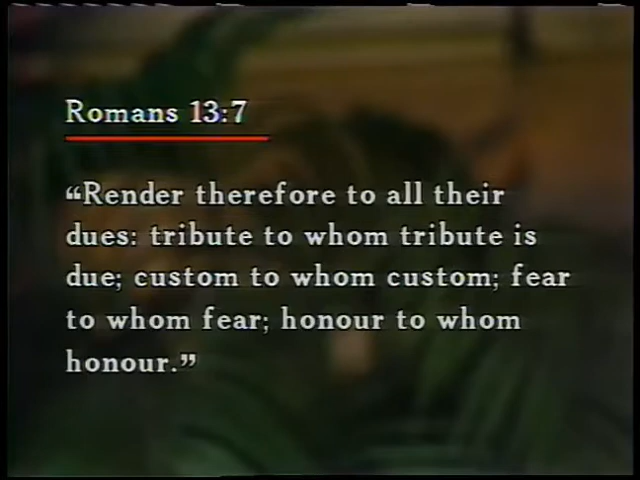 Romans 13:7
“Render therefore to all their
dues: tribute to whom tribute is
due; custom to whom custom; fear
to whom fear; honour to whom
honour.”